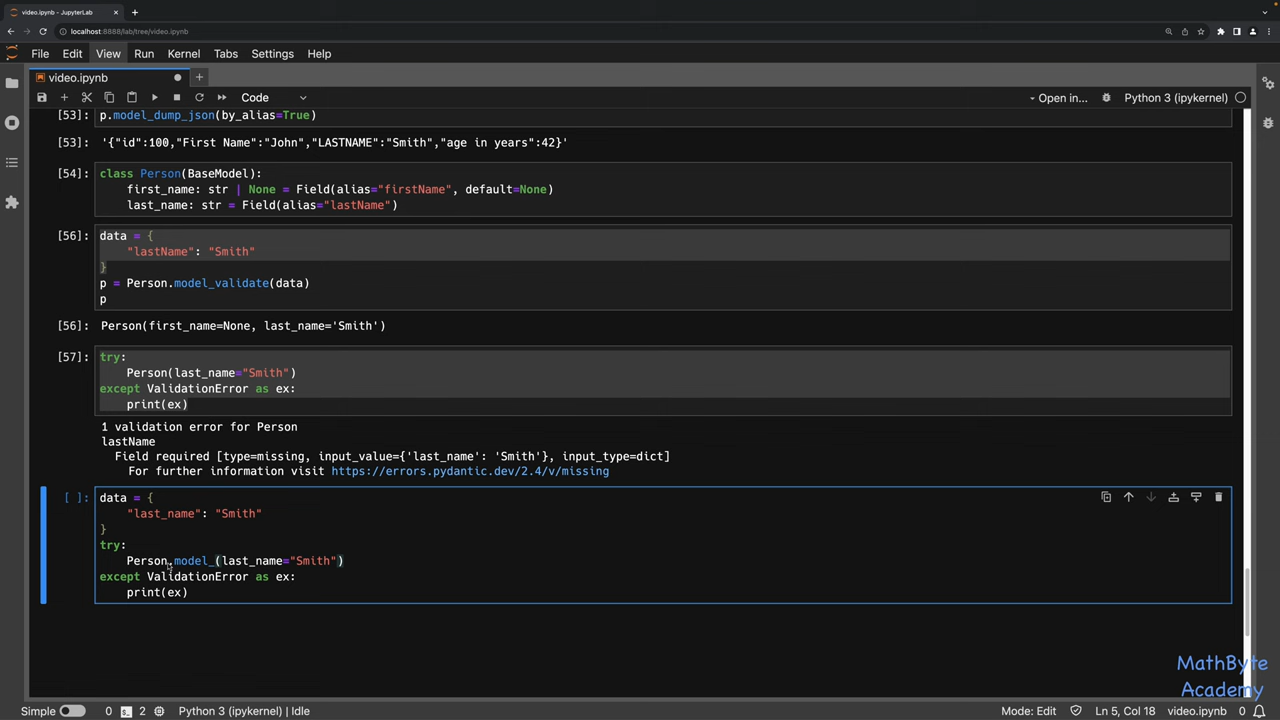 video.ipynb - JupyterLab
localhost:8888/lab/tree/video.ipynb
File Edit View Run Kernel Tabs Settings Help
video.ipynb
Code Open in... Python 3 (ipykernel)
[53]: p.model_dump_json(by_alias=True)
[53]: '{"id":100,"First Name":"John","LASTNAME":"Smith","age in years":42}'
[54]: class Person(BaseModel):
first_name: str | None = Field(alias="firstName", default=None)
last_name: str = Field(alias="lastName")
[56]: data = {
"lastName": "Smith"
}
p = Person.model_validate(data)
p
[56]: Person(first_name=None, last_name='Smith')
[57]: try:
Person(last_name="Smith")
except ValidationError as ex:
print(ex)
1 validation error for Person
lastName
Field required [type=missing, input_value={'last_name': 'Smith'}, input_type=dict]
For further information visit https://errors.pydantic.dev/2.4/v/missing
[ ]: data = {
"last_name": "Smith"
}
try:
Person.model_(last_name="Smith")
except ValidationError as ex:
print(ex)
MathByte
Academy
Simple 0 2 Python 3 (ipykernel) | Idle Mode: Edit Ln 5, Col 18 video.ipynb 0